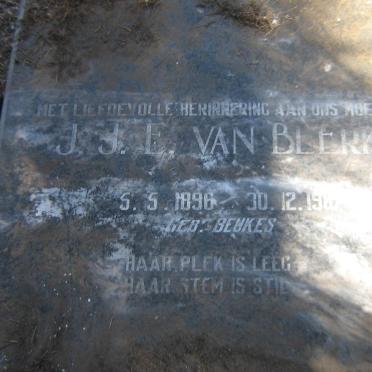 MET LIEFDEVOLLE HERINNERING AAN ONS
J. J. E. VAN BLERK
5. 5. 1896 - 30. 12.
GEB. BEUKES
HAAR PLEK IS LEEG
HAAR STEM IS STIL